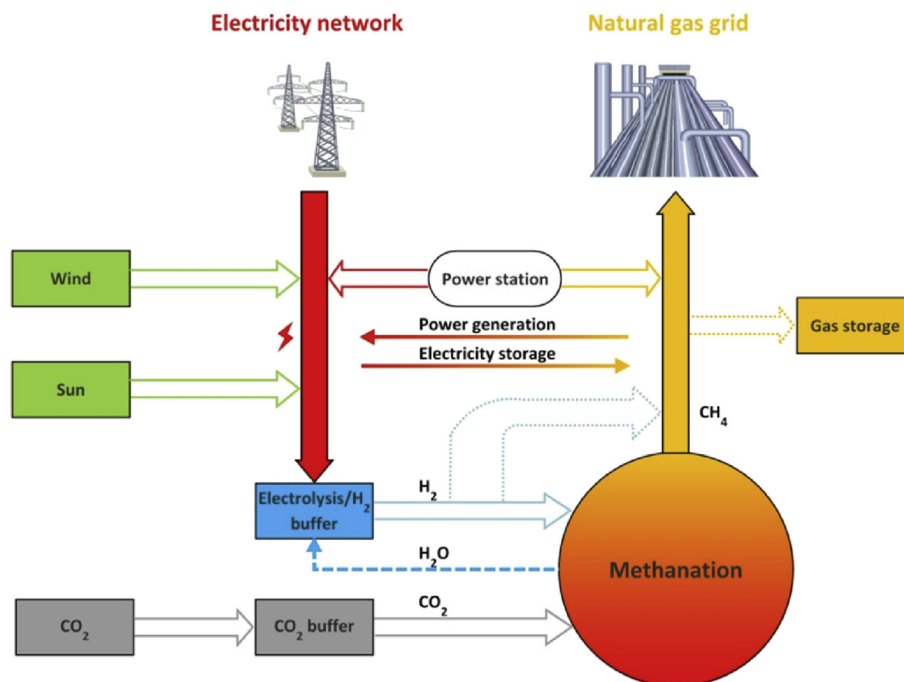 Electricity network
Natural gas grid
Wind
Power station
Power generation
Gas storage
Electricity storage
Sun
CH₄
Electrolysis/H₂
buffer
H₂
H₂O
Methanation
CO₂
CO₂ buffer
CO₂